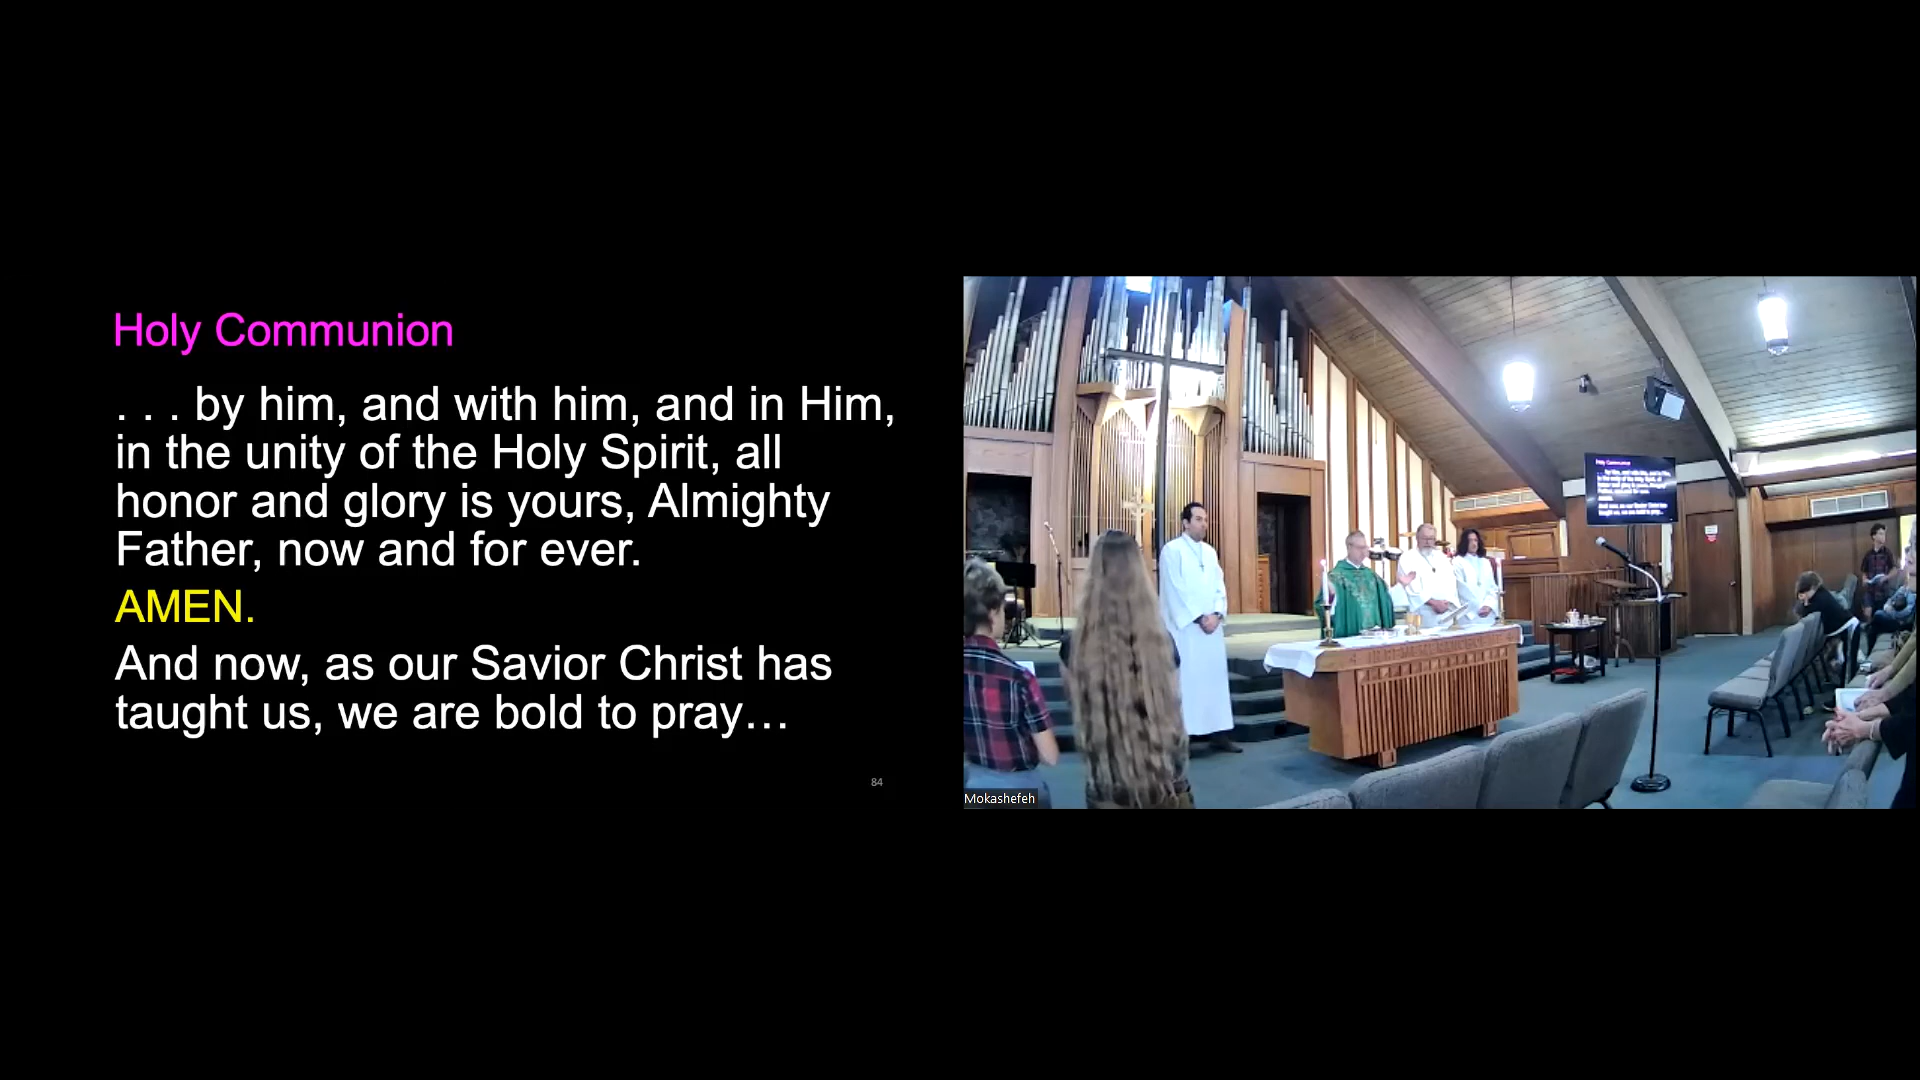 Holy Communion
. . . by him, and with him, and in Him,
in the unity of the Holy Spirit, all
honor and glory is yours, Almighty
Father, now and for ever.
AMEN.
And now, as our Savior Christ has
taught us, we are bold to pray…
84
Holy Communion
Mokashefeh